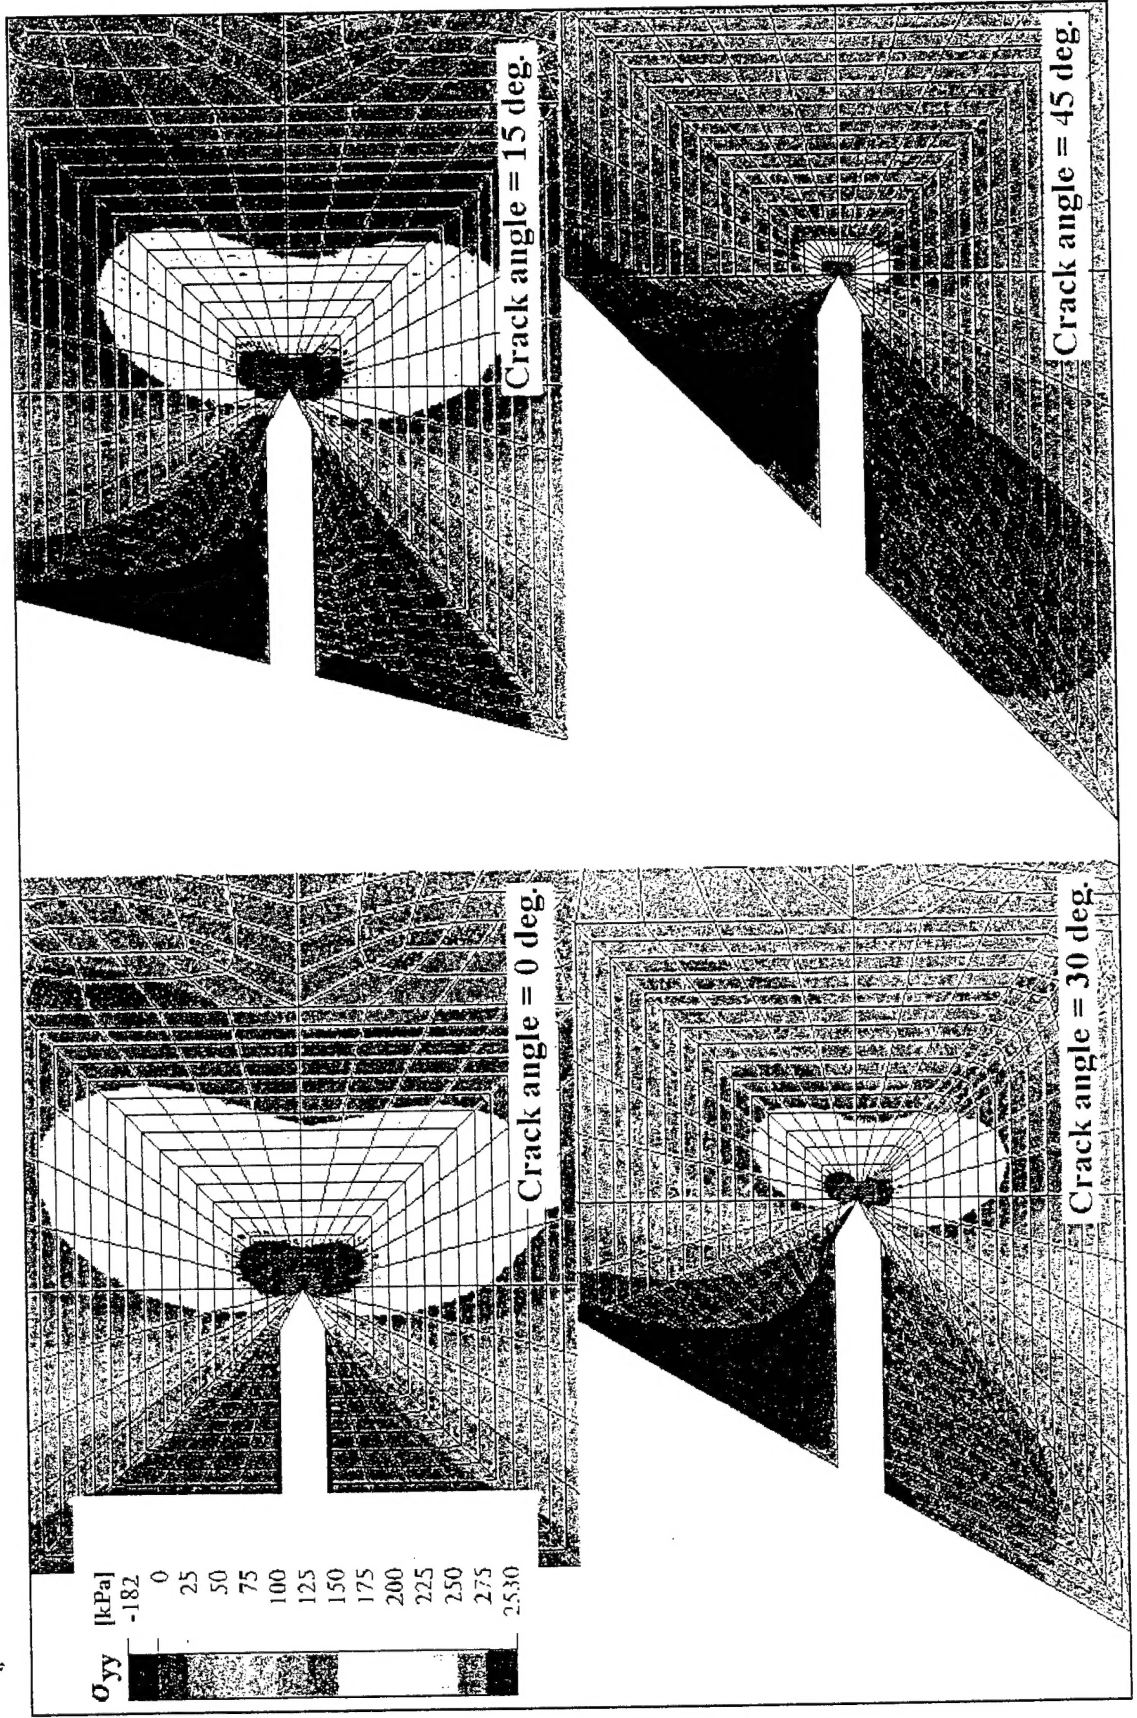 σyy [kPa]
-182
0
25
50
75
100
125
150
175
200
225
250
275
2530
Crack angle = 0 deg.
Crack angle = 15 deg.
Crack angle = 30 deg.
Crack angle = 45 deg.